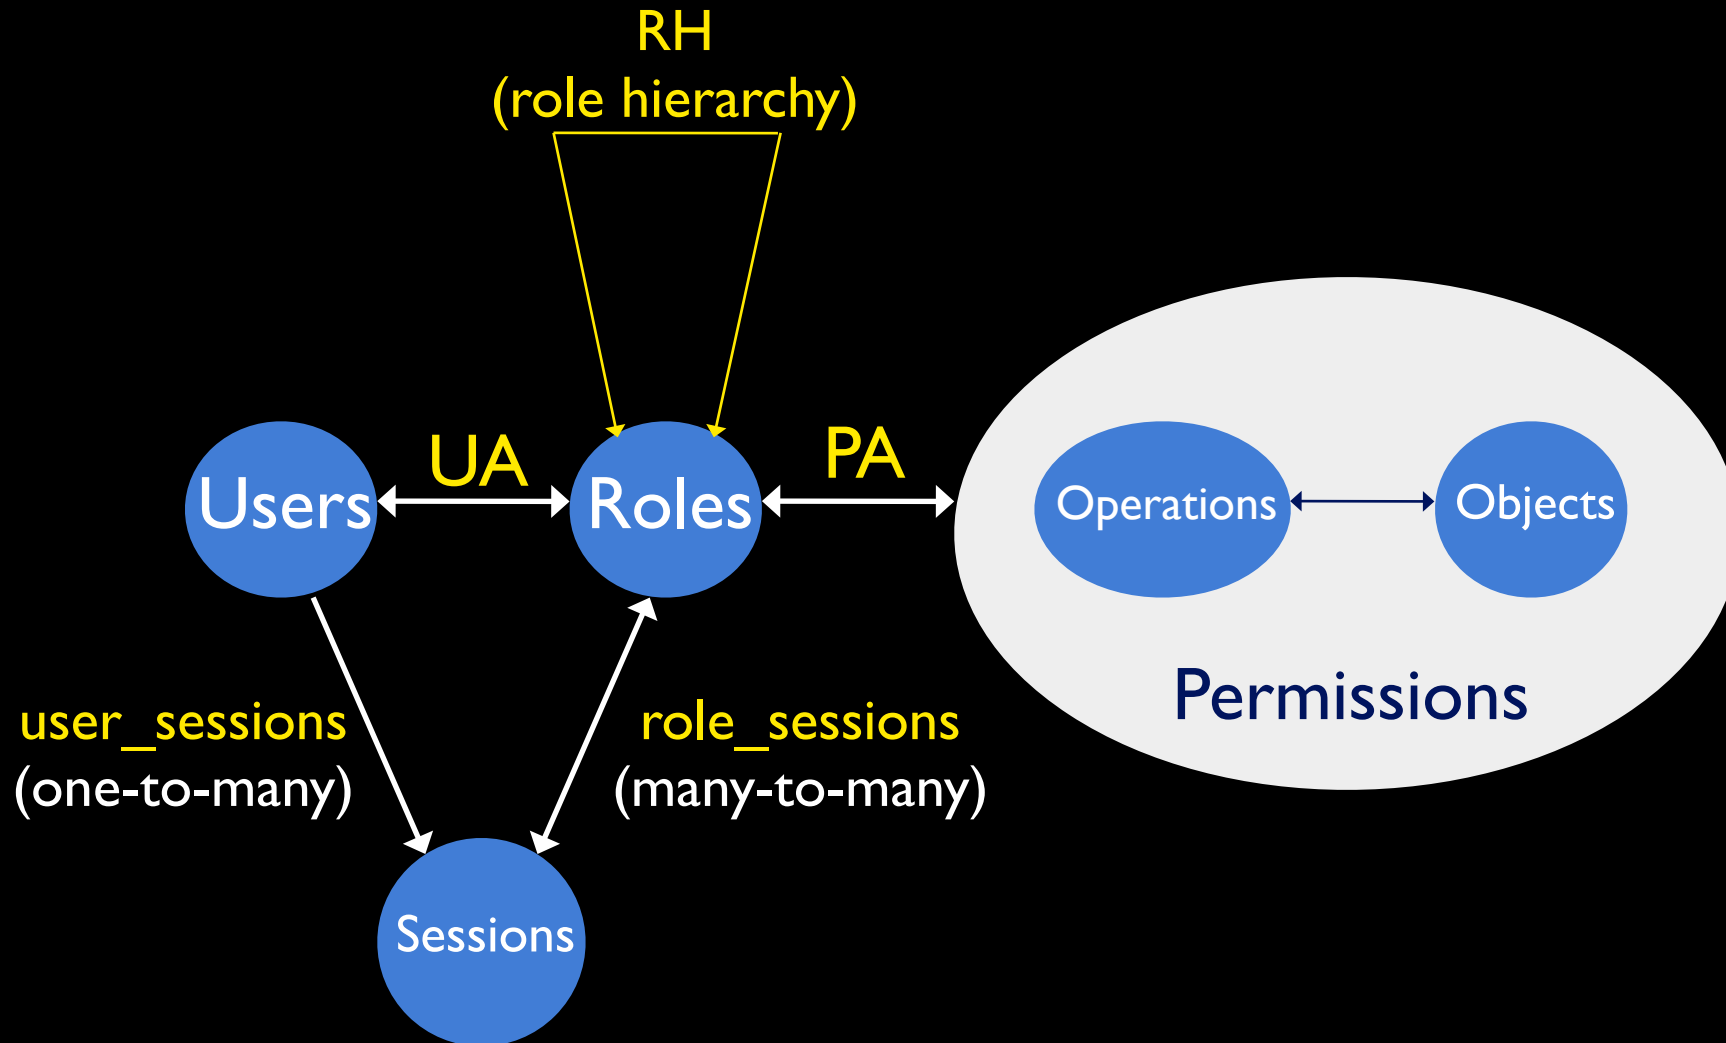 RH
(role hierarchy)
UA
PA
Users
Roles
Operations
Objects
Permissions
user_sessions
(one-to-many)
role_sessions
(many-to-many)
Sessions